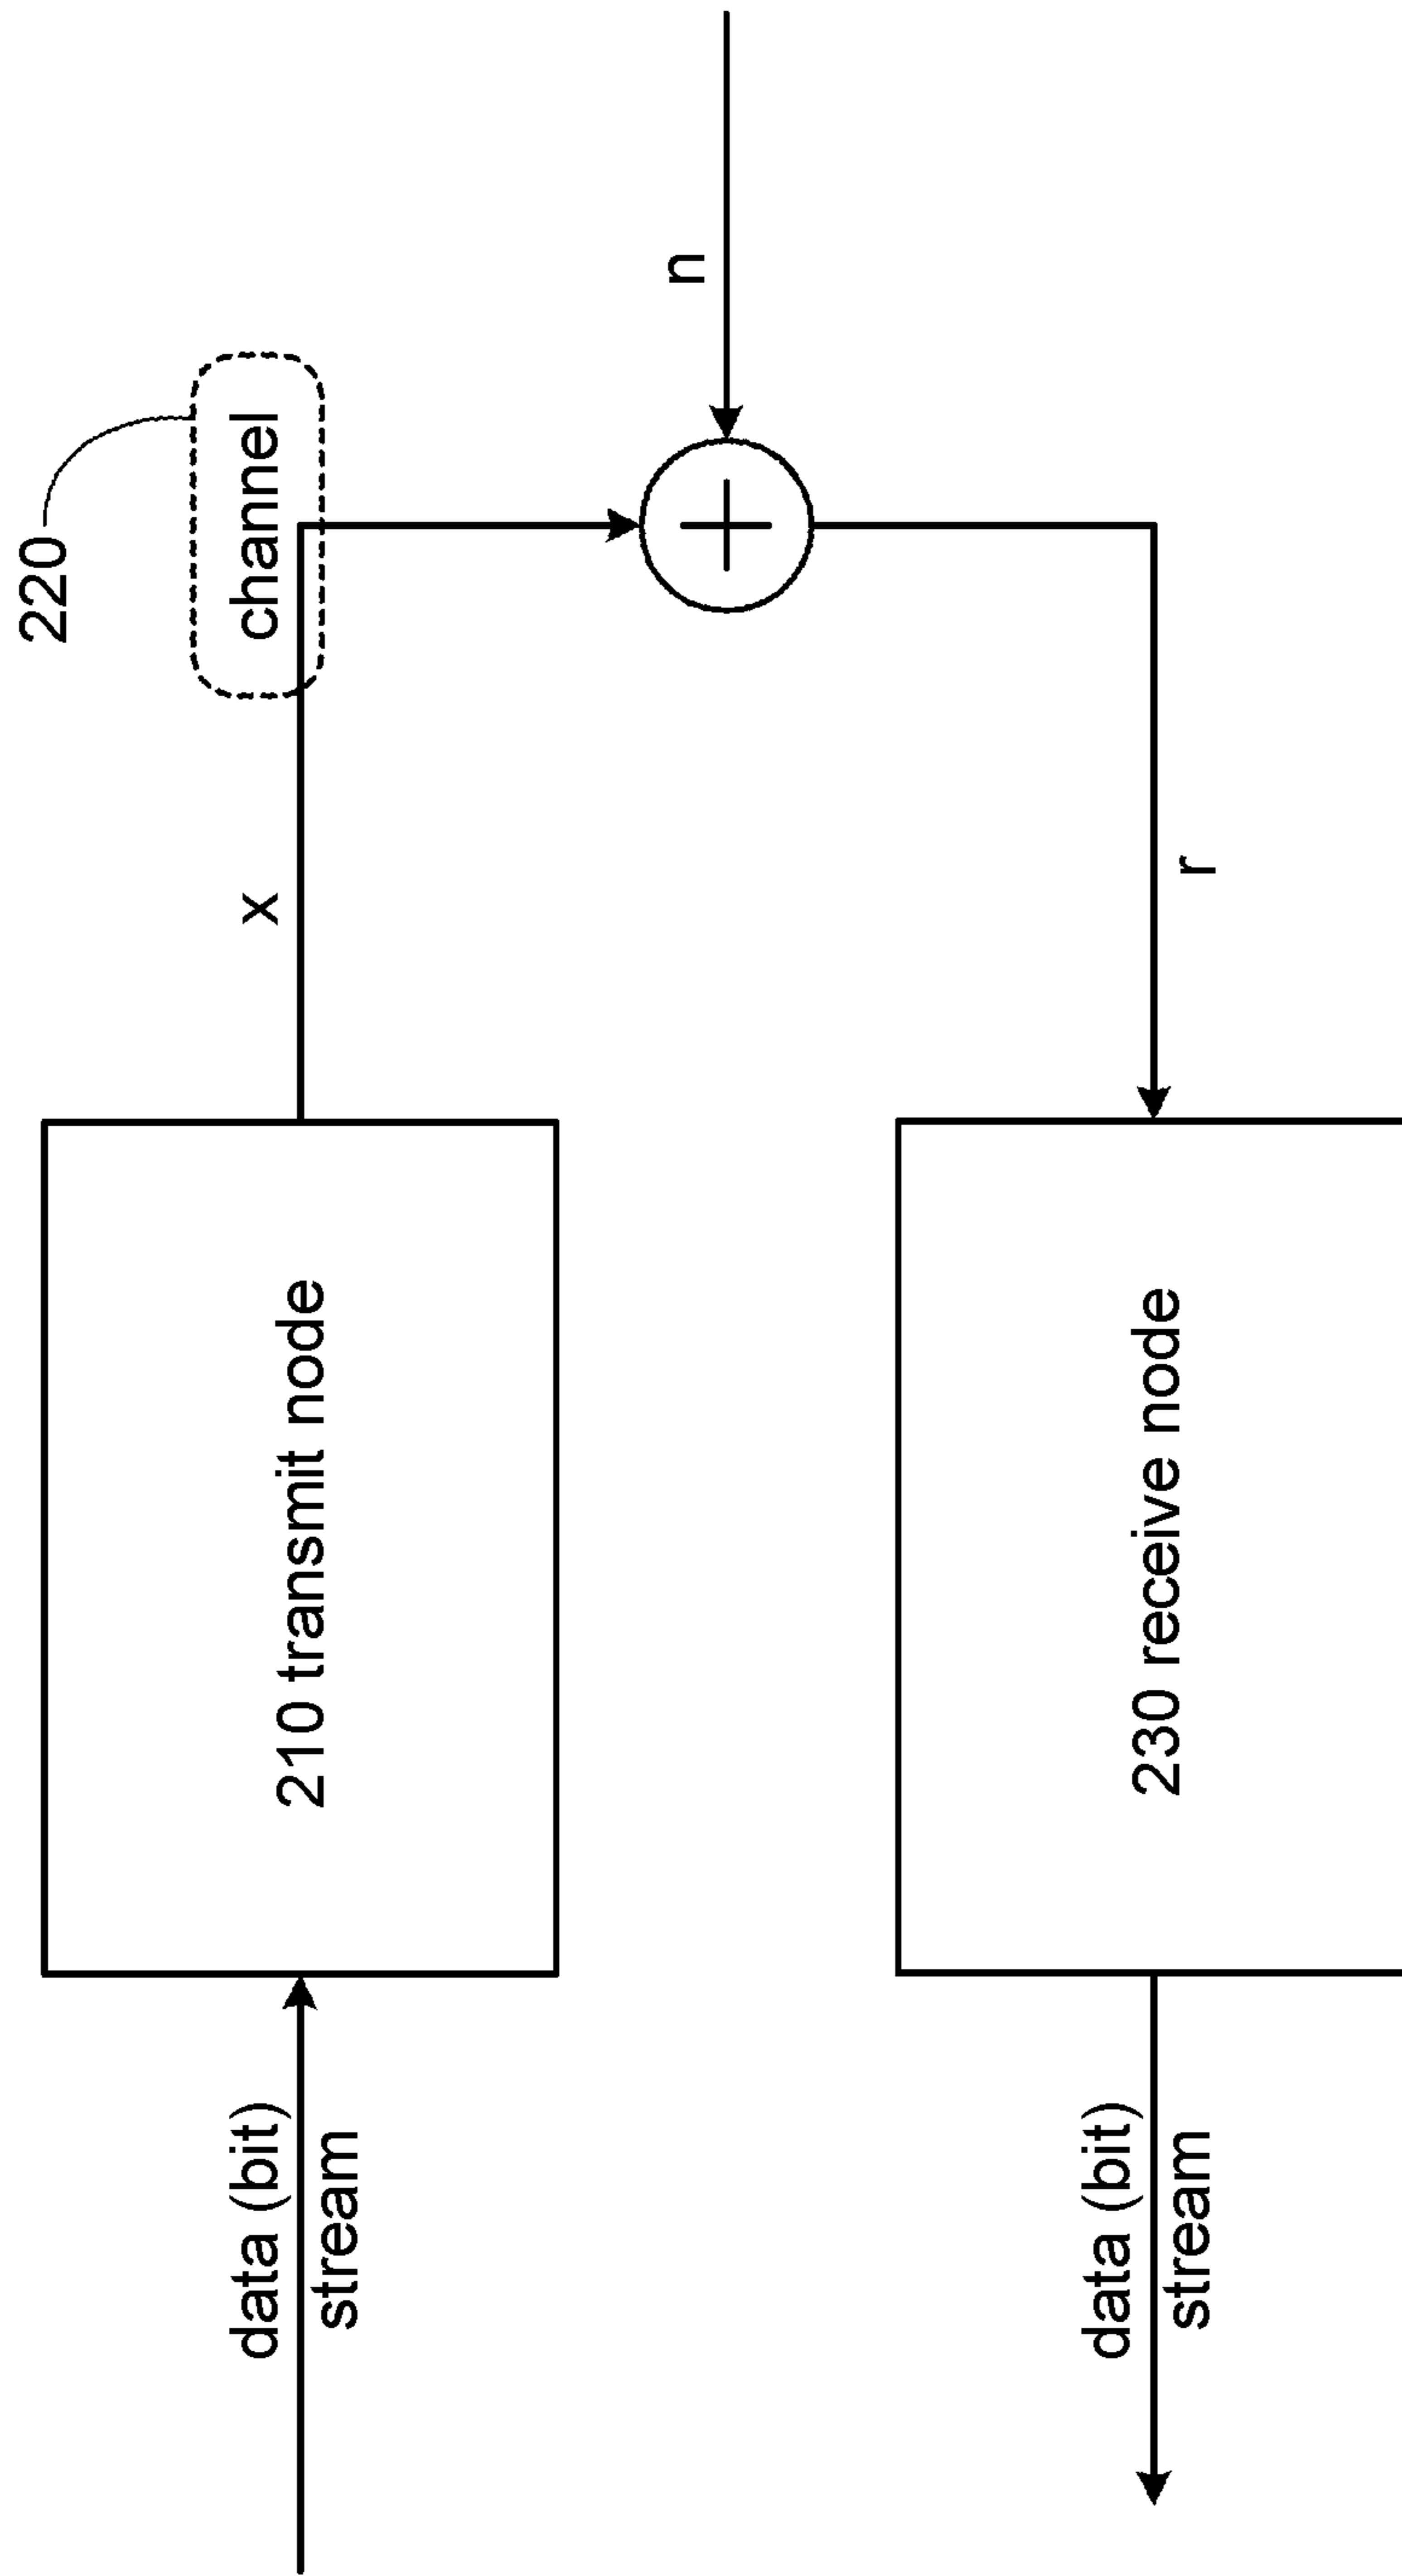 data (bit)
stream
210 transmit node
x
channel
220
n
r
230 receive node
data (bit)
stream